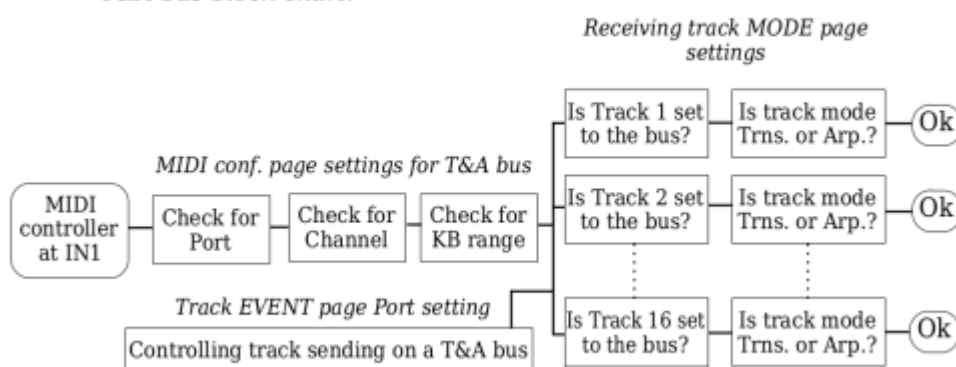 Receiving track MODE page
settings
Is Track 1 set
to the bus?
Is track mode
Trns. or Arp.?
Ok
MIDI conf. page settings for T&A bus
MIDI
controller
at IN1
Check for
Port
Check for
Channel
Check for
KB range
Is Track 2 set
to the bus?
Is track mode
Trns. or Arp.?
Ok
Track EVENT page Port setting
Controlling track sending on a T&A bus
Is Track 16 set
to the bus?
Is track mode
Trns. or Arp.?
Ok